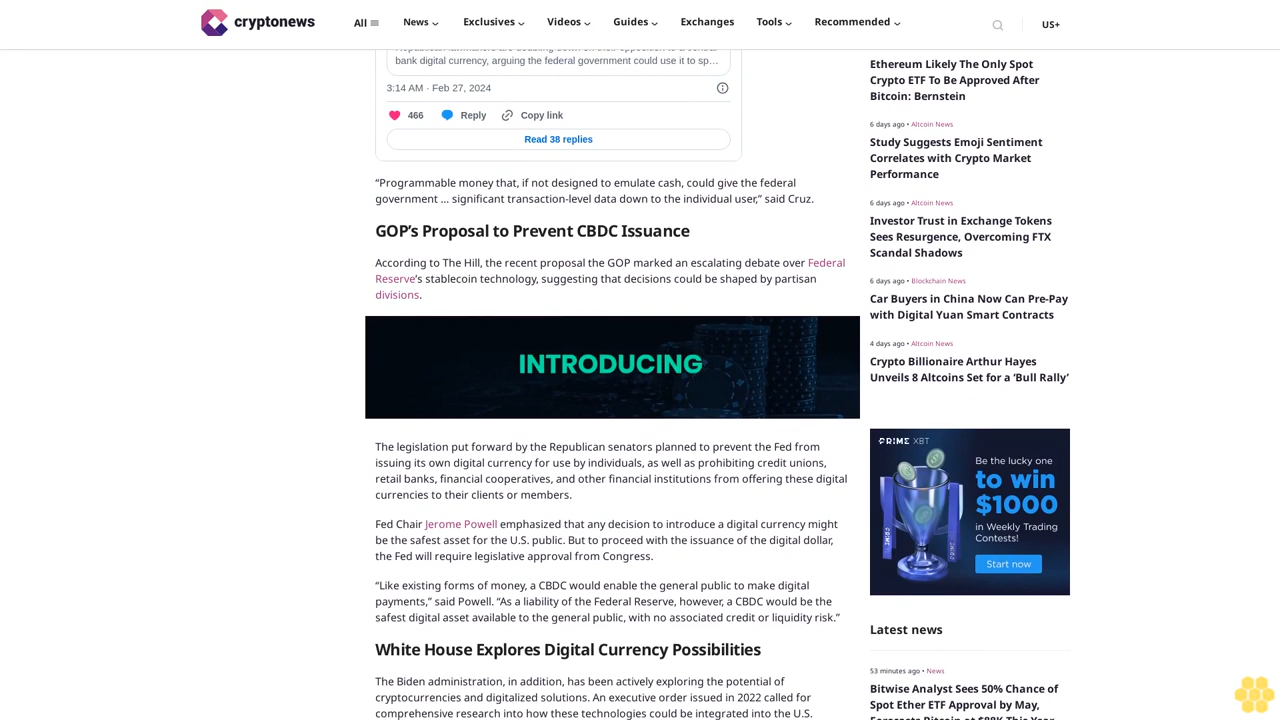 cryptonews
All
News
Exclusives
Videos
Guides
Exchanges
Tools
Recommended
US+
bank digital currency, arguing the federal government could use it to sp…
3:14 AM · Feb 27, 2024
466
Reply
Copy link
Read 38 replies
“Programmable money that, if not designed to emulate cash, could give the federal
government … significant transaction-level data down to the individual user,” said Cruz.
GOP’s Proposal to Prevent CBDC Issuance
According to The Hill, the recent proposal the GOP marked an escalating debate over Federal
Reserve’s stablecoin technology, suggesting that decisions could be shaped by partisan
divisions.
INTRODUCING
The legislation put forward by the Republican senators planned to prevent the Fed from
issuing its own digital currency for use by individuals, as well as prohibiting credit unions,
retail banks, financial cooperatives, and other financial institutions from offering these digital
currencies to their clients or members.
Fed Chair Jerome Powell emphasized that any decision to introduce a digital currency might
be the safest asset for the U.S. public. But to proceed with the issuance of the digital dollar,
the Fed will require legislative approval from Congress.
“Like existing forms of money, a CBDC would enable the general public to make digital
payments,” said Powell. “As a liability of the Federal Reserve, however, a CBDC would be the
safest digital asset available to the general public, with no associated credit or liquidity risk.”
White House Explores Digital Currency Possibilities
The Biden administration, in addition, has been actively exploring the potential of
cryptocurrencies and digitalized solutions. An executive order issued in 2022 called for
comprehensive research into how these technologies could be integrated into the U.S.
Ethereum Likely The Only Spot
Crypto ETF To Be Approved After
Bitcoin: Bernstein
6 days ago • Altcoin News
Study Suggests Emoji Sentiment
Correlates with Crypto Market
Performance
6 days ago • Altcoin News
Investor Trust in Exchange Tokens
Sees Resurgence, Overcoming FTX
Scandal Shadows
6 days ago • Blockchain News
Car Buyers in China Now Can Pre-Pay
with Digital Yuan Smart Contracts
4 days ago • Altcoin News
Crypto Billionaire Arthur Hayes
Unveils 8 Altcoins Set for a ‘Bull Rally’
PRIME XBT
Be the lucky one
to win
$1000
in Weekly Trading
Contests!
Start now
Latest news
53 minutes ago • News
Bitwise Analyst Sees 50% Chance of
Spot Ether ETF Approval by May,